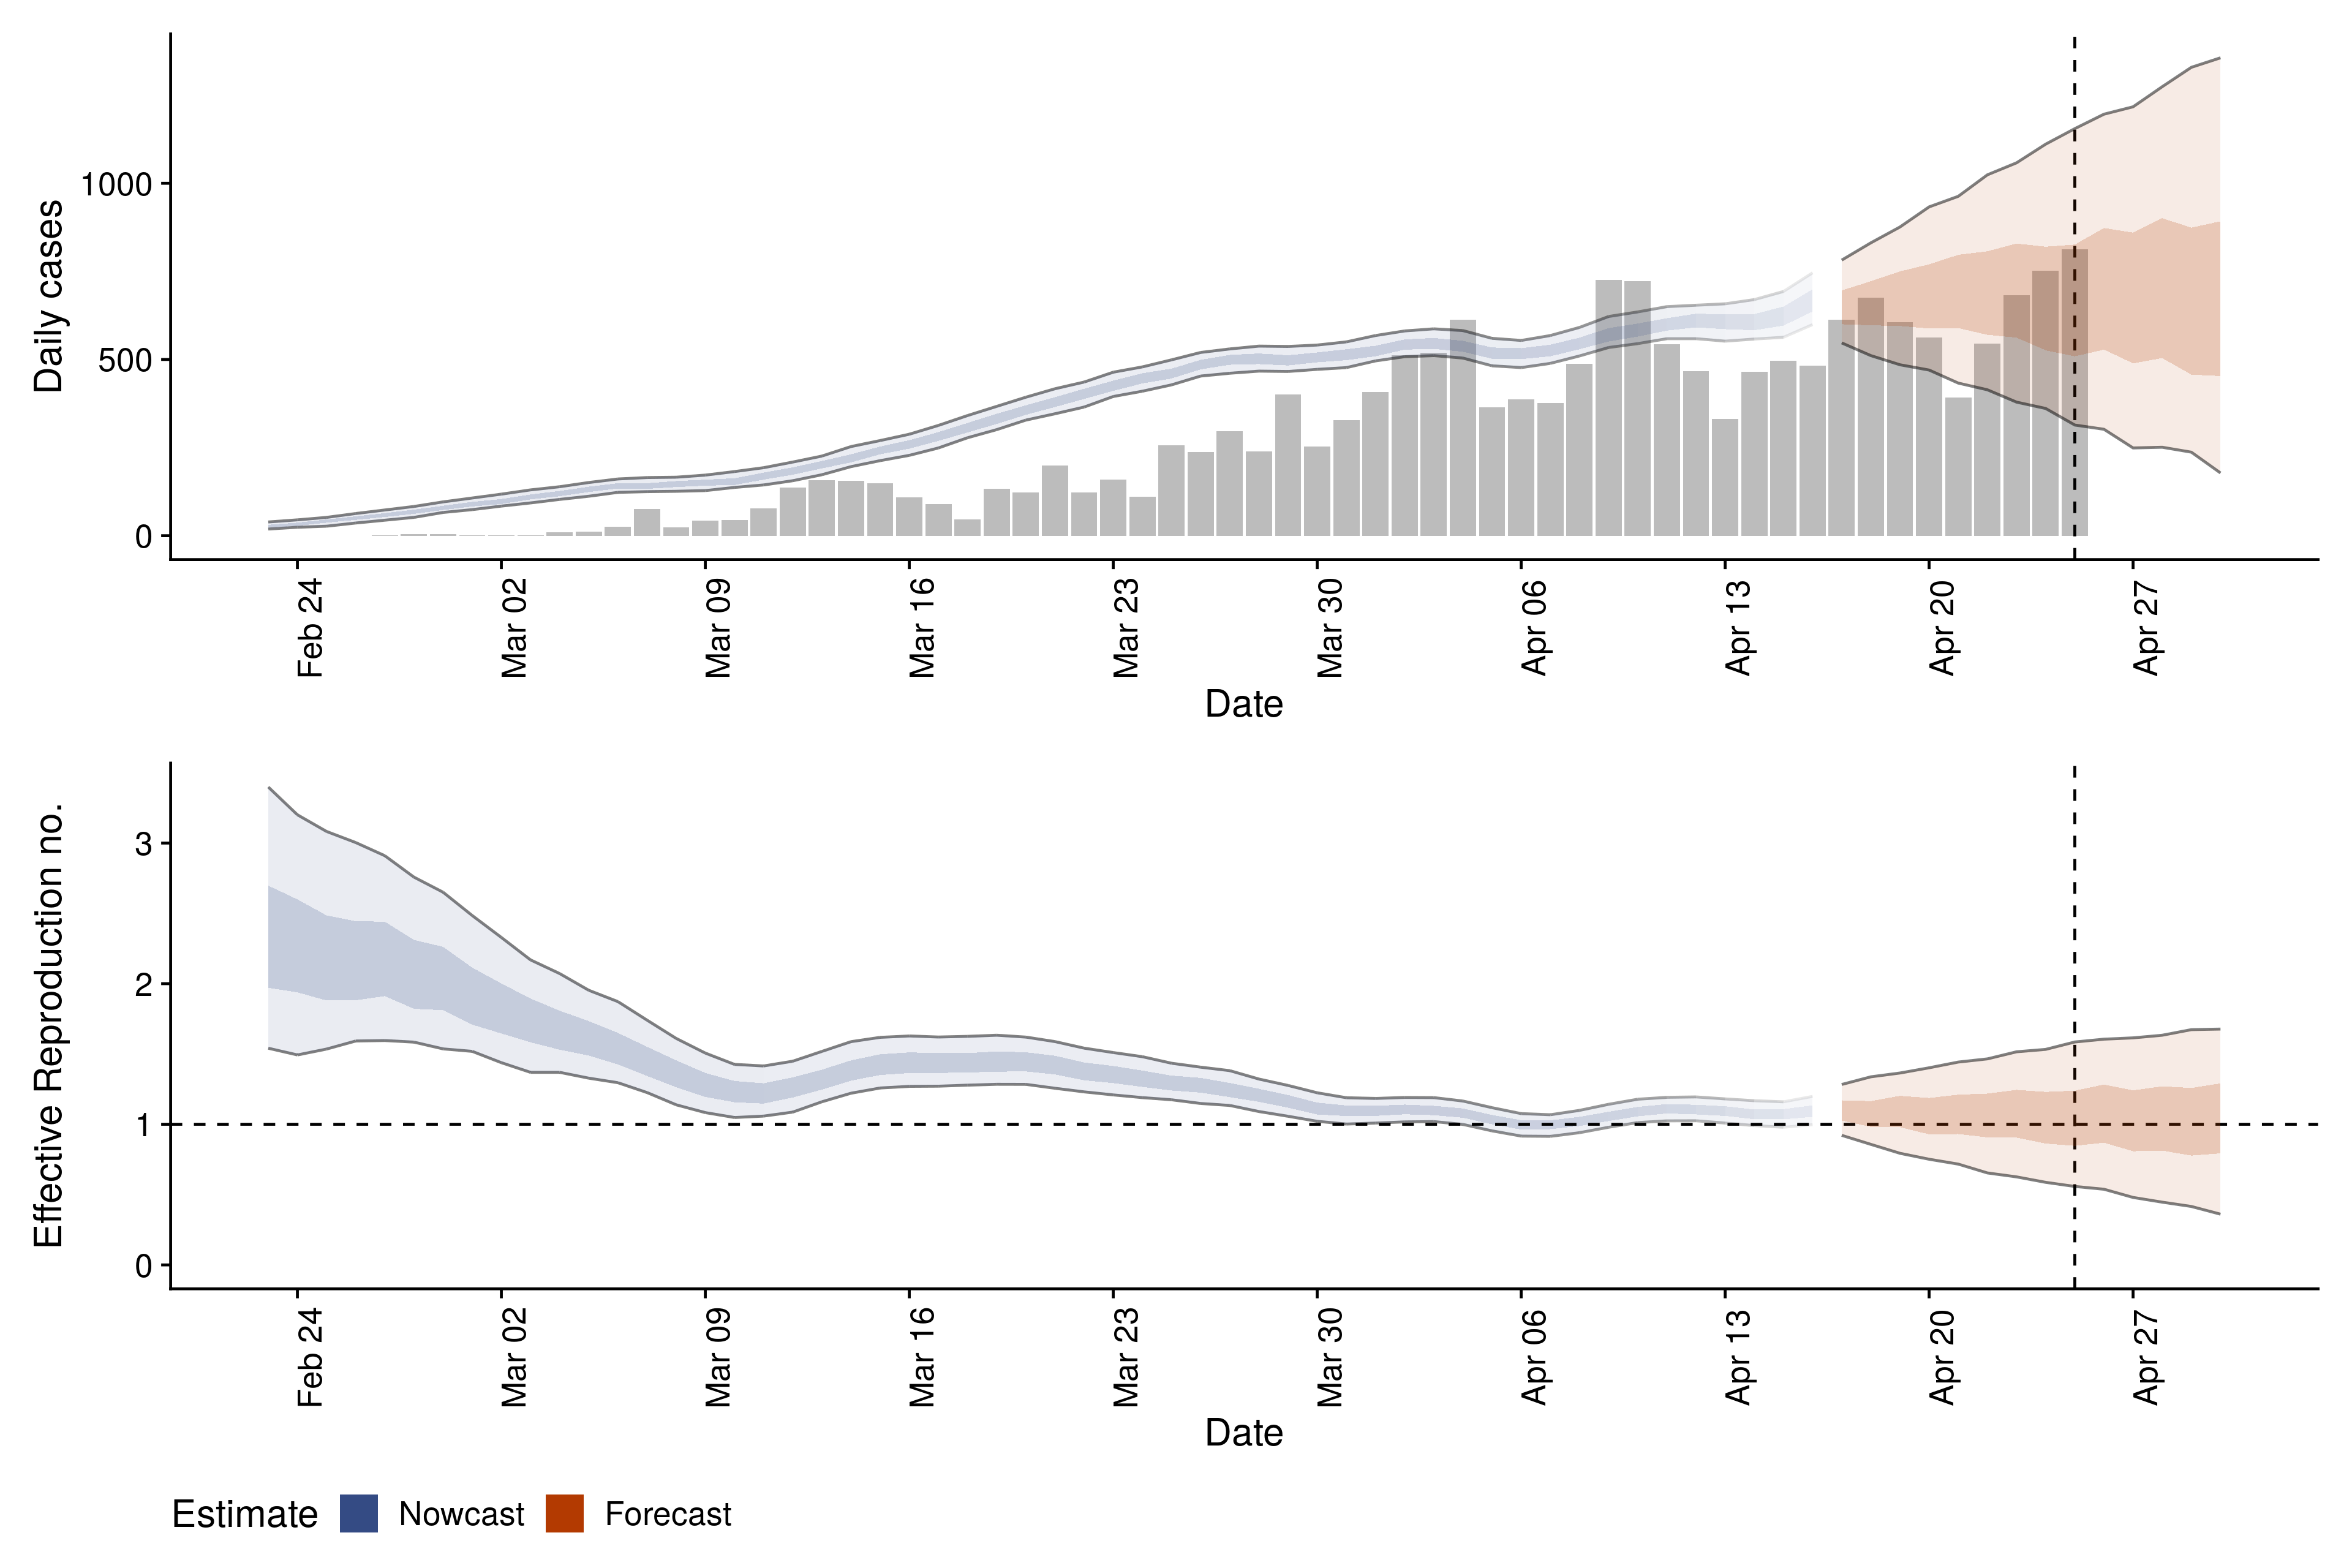 Daily cases
1000
500
0
Feb 24
Mar 02
Mar 09
Mar 16
Mar 23
Mar 30
Apr 06
Apr 13
Apr 20
Apr 27
Date
Effective Reproduction no.
3
2
1
0
Feb 24
Mar 02
Mar 09
Mar 16
Mar 23
Mar 30
Apr 06
Apr 13
Apr 20
Apr 27
Date
Estimate Nowcast Forecast